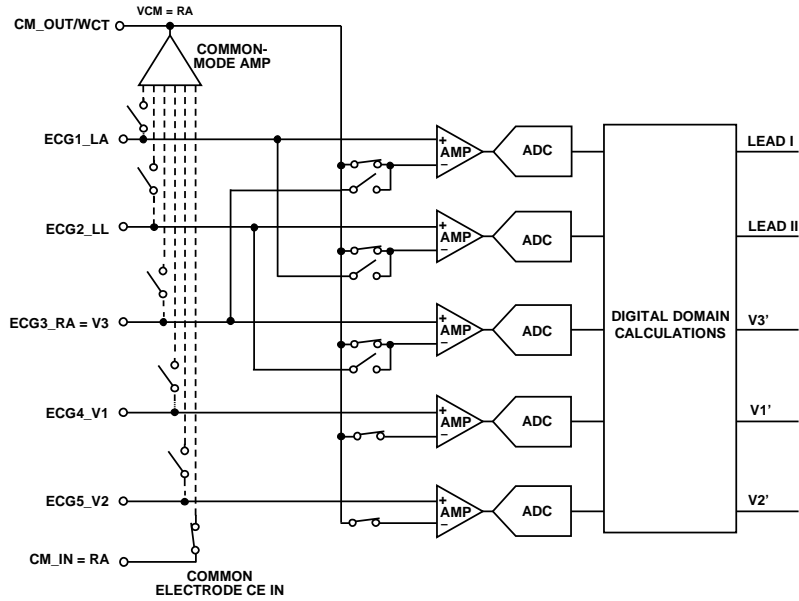 VCM = RA
CM_OUT/WCT
COMMON-
MODE AMP
ECG1_LA
+
AMP
–
ADC
LEAD I
ECG2_LL
+
AMP
–
ADC
LEAD II
ECG3_RA = V3
+
AMP
–
ADC
DIGITAL DOMAIN
CALCULATIONS
V3’
ECG4_V1
+
AMP
–
ADC
V1’
ECG5_V2
+
AMP
–
ADC
V2’
CM_IN = RA
COMMON
ELECTRODE CE IN